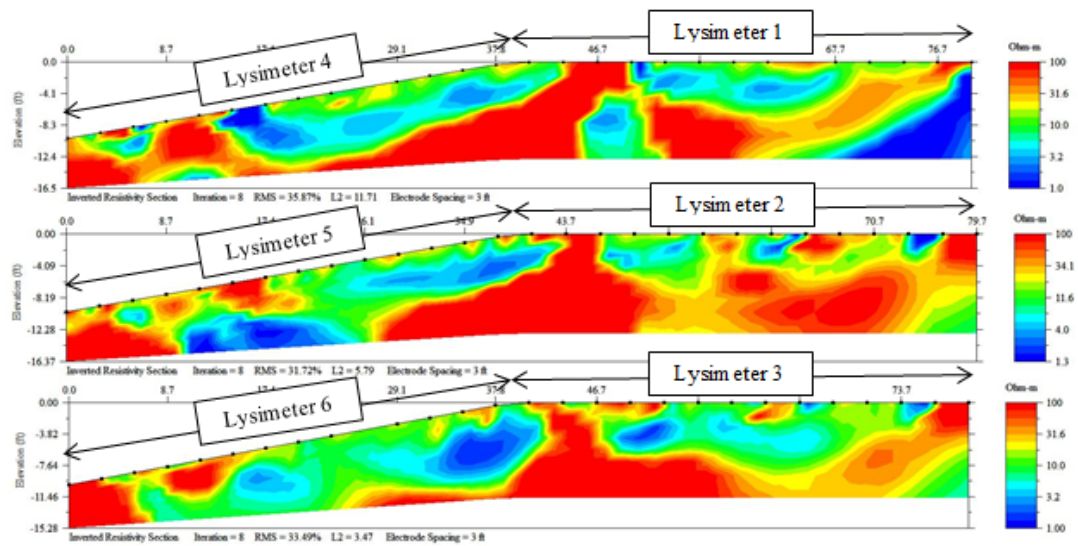 Lysimeter 1
0.0 8.7 29.1 37.8 46.7 67.7 76.7 Ohm-m
Lysimeter 4
0.0 100
-4.1 31.6
Elevation (ft)
-8.3 10.0
-12.4 3.2
-16.5 1.0
Inverted Resistivity Section Iteration = 8 RMS = 35.87% L2 = 11.71 Electrode Spacing = 3 ft
Lysimeter 2
0.0 8.7 43.7 70.7 79.7 Ohm-m
Lysimeter 5
0.00 100
-4.09 34.1
Elevation (ft)
-8.19 11.6
-12.28 4.0
-16.37 1.3
Inverted Resistivity Section Iteration = 8 RMS = 31.72% L2 = 5.79 Electrode Spacing = 3 ft
Lysimeter 3
0.0 8.7 29.1 37.8 46.7 73.7 Ohm-m
Lysimeter 6
0.00 100
-3.82 31.6
Elevation (ft)
-7.64 10.0
-11.46 3.2
-15.28 1.00
Inverted Resistivity Section Iteration = 8 RMS = 33.49% L2 = 3.47 Electrode Spacing = 3 ft